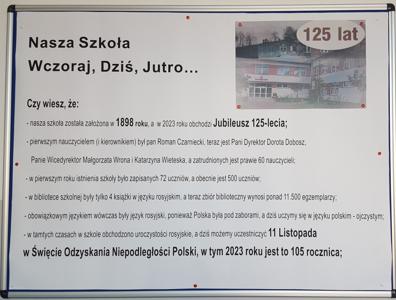 125 lat
Nasza Szkoła
Wczoraj, Dziś, Jutro...
Czy wiesz, że:
- nasza szkoła została założona w 1898 roku, a w 2023 roku obchodzi Jubileusz 125-lecia;
- pierwszym nauczycielem (i kierownikiem) był pan Roman Czarniecki, teraz jest Pani Dyrektor Dorota Dobosz,
Panie Wicedyrektor Małgorzata Wrona i Katarzyna Wieteska, a zatrudnionych jest prawie 60 nauczycieli;
- w pierwszym roku istnienia szkoły było zapisanych 72 uczniów, a obecnie jest 500 uczniów;
- w bibliotece szkolnej były tylko 4 książki w języku rosyjskim, a teraz zbiór biblioteczny wynosi ponad 11.500 egzemplarzy;
- obowiązkowym językiem wówczas był język rosyjski, ponieważ Polska była pod zaborami, a dziś uczymy się w języku polskim - ojczystym;
- w tamtych czasach w szkole obchodzono uroczystości rosyjskie, a dziś możemy uczestniczyć 11 Listopada
w Święcie Odzyskania Niepodległości Polski, w tym 2023 roku jest to 105 rocznica;